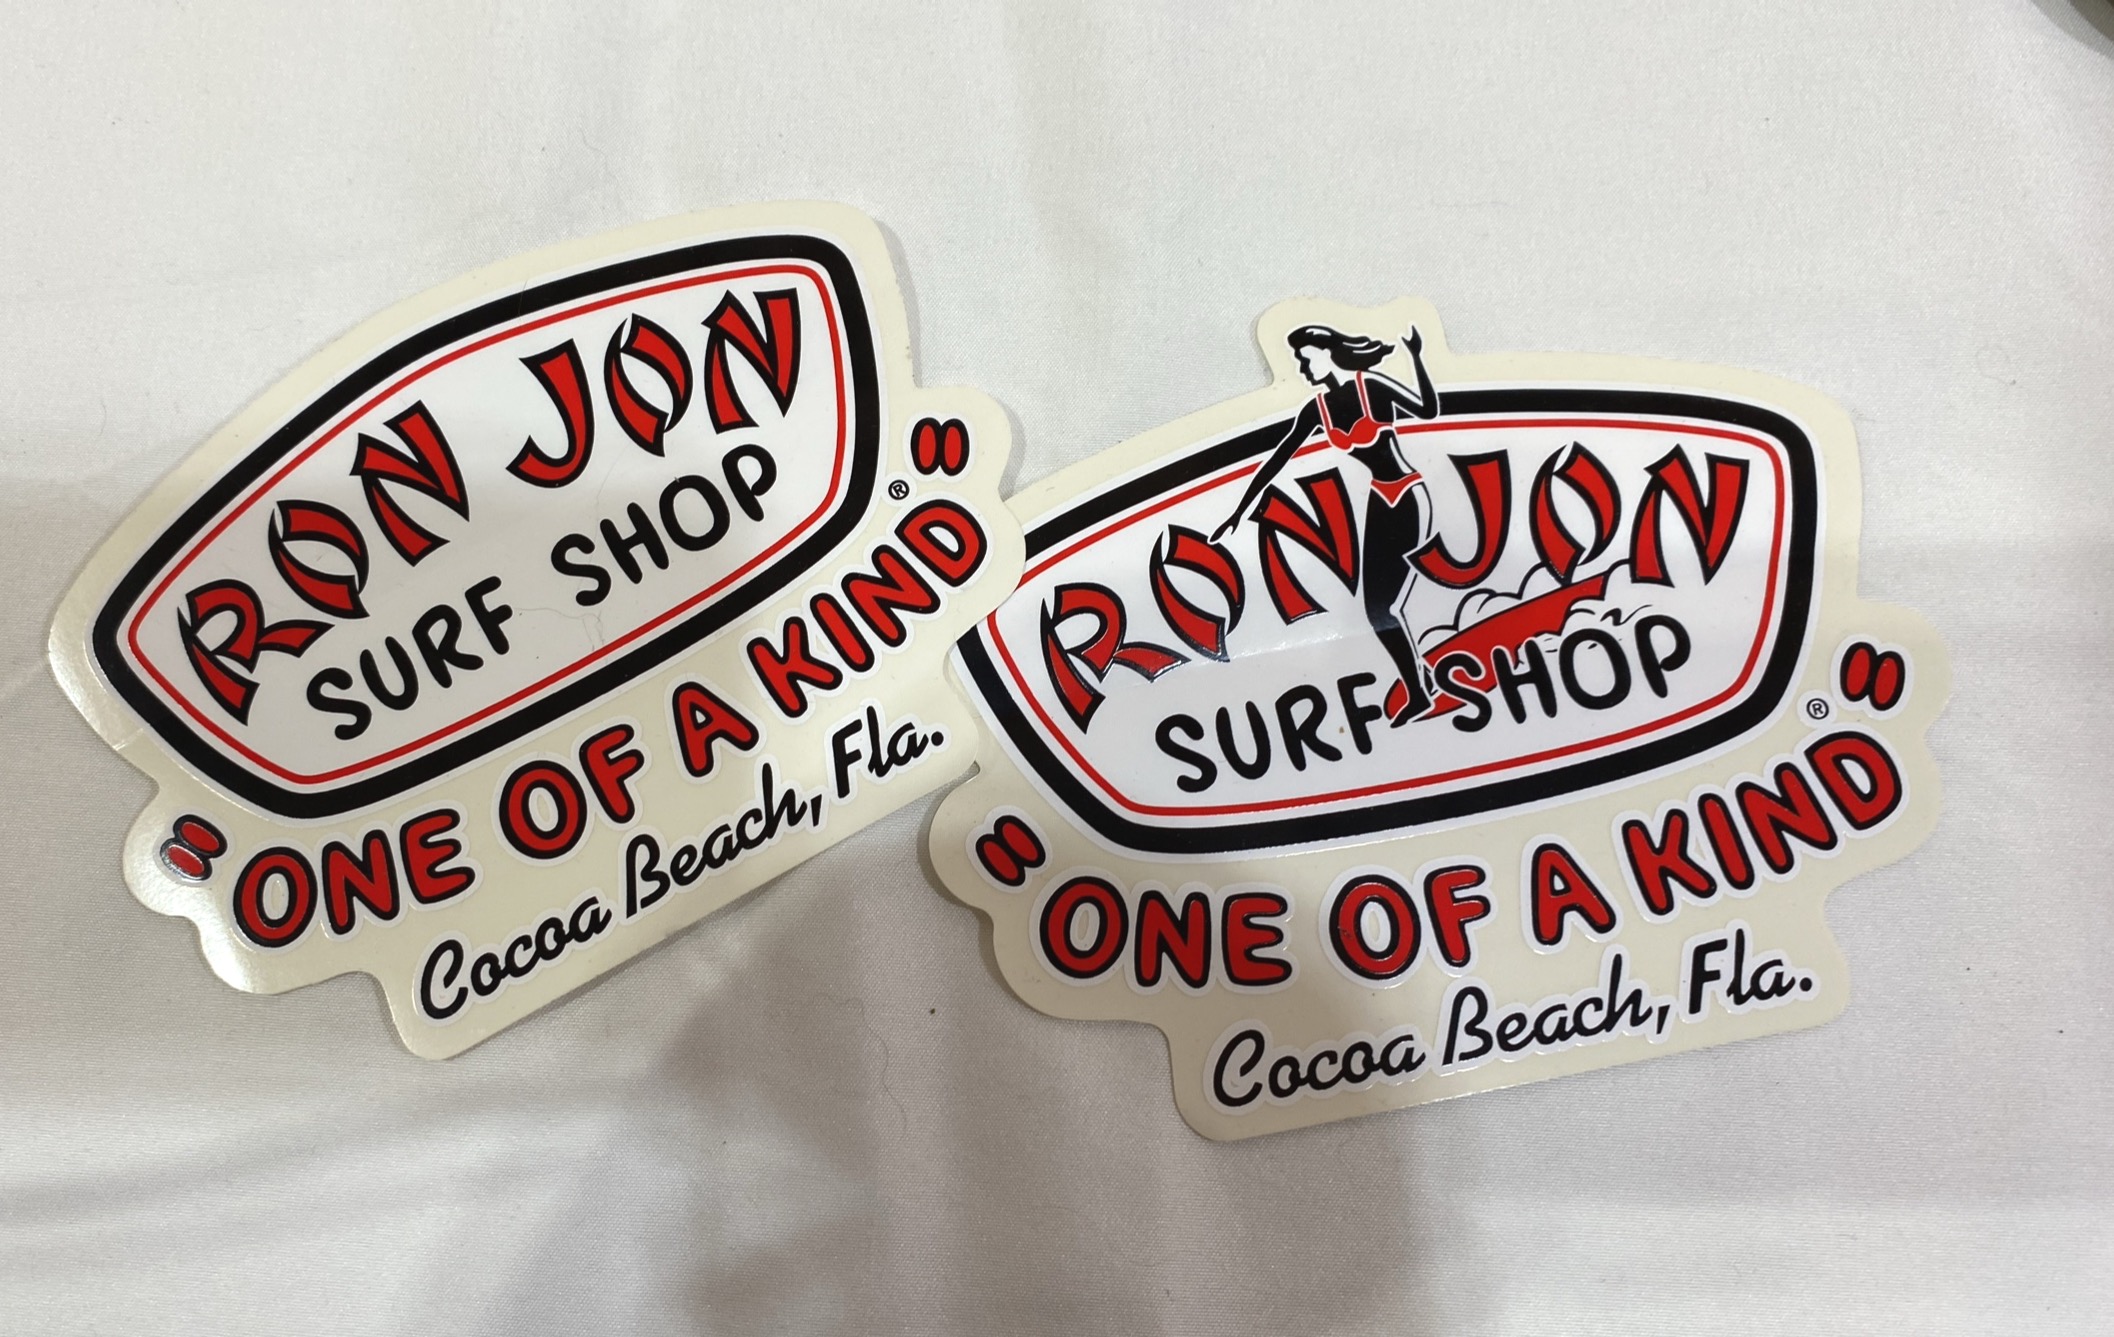 RON JON
SURF SHOP
®
"ONE OF A KIND"
Cocoa Beach, Fla.
RON JON
SURF SHOP
®
"ONE OF A KIND"
Cocoa Beach, Fla.